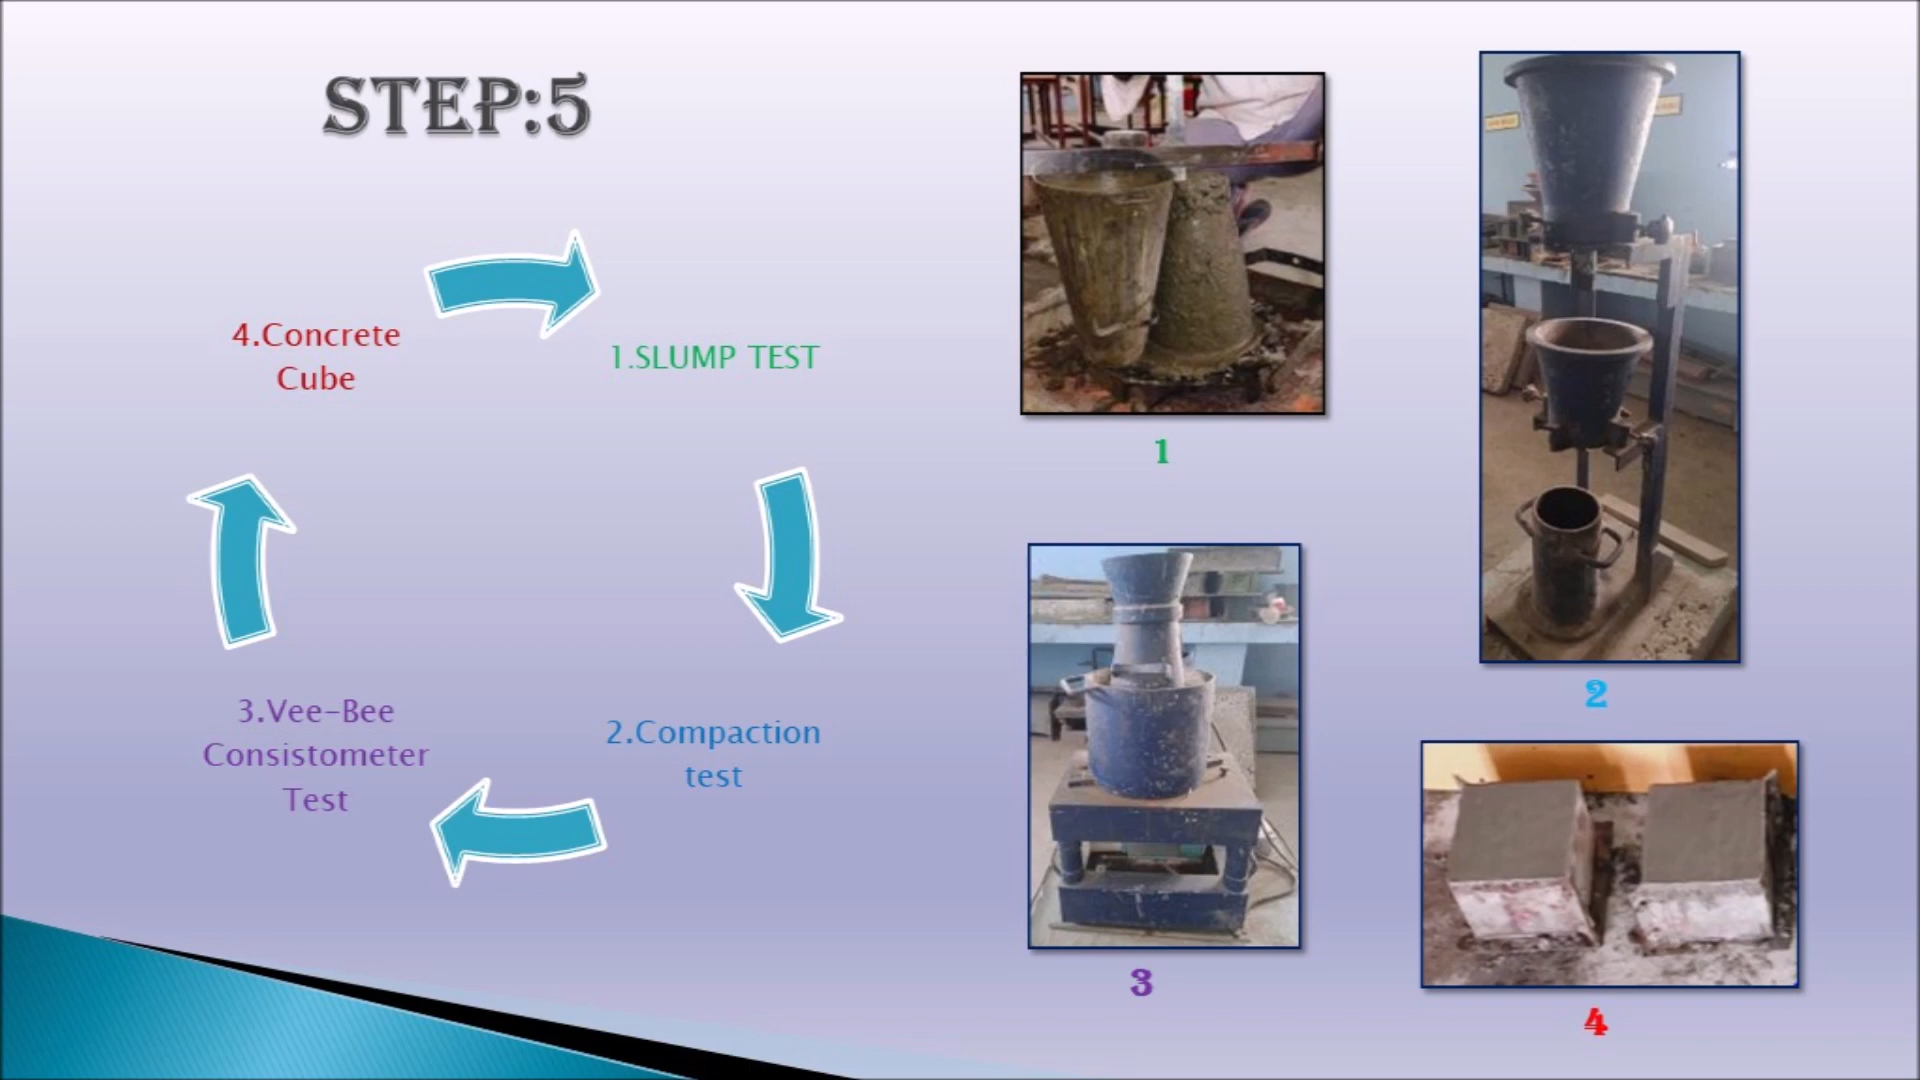 STEP:5
4.Concrete
Cube
1.SLUMP TEST
3.Vee-Bee
Consistometer
Test
2.Compaction
test
1
2
3
4